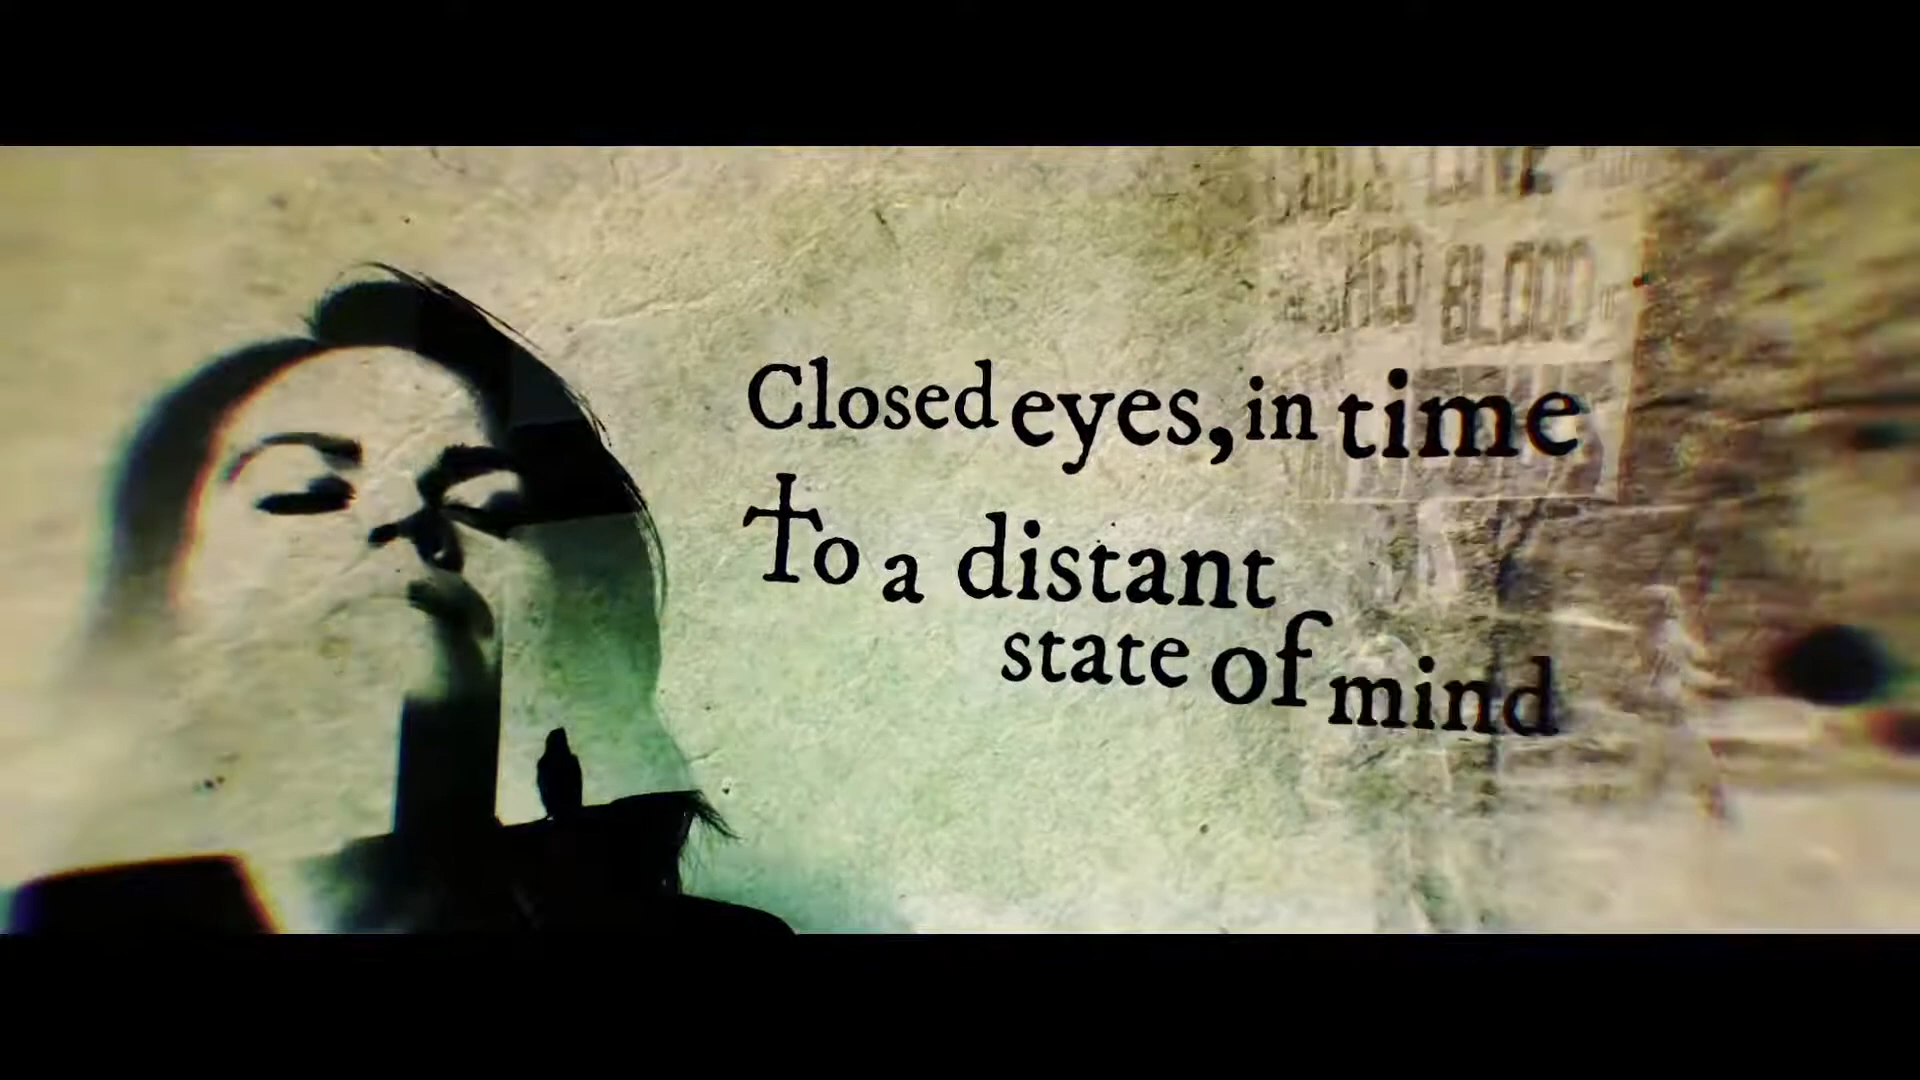 SHED BLOOD
Closed eyes, in time
To a distant
state of mind